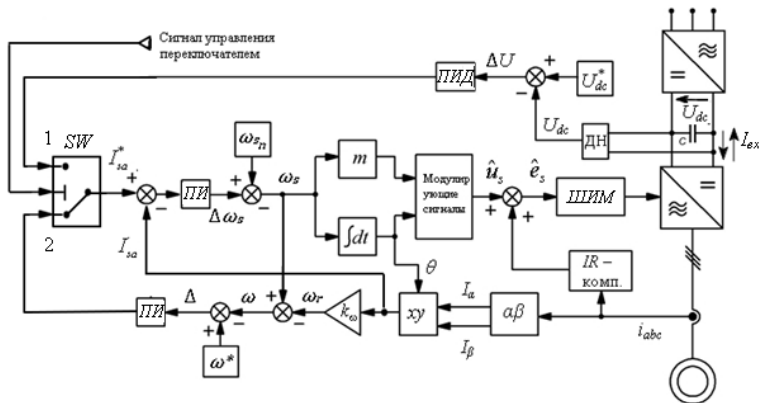 Сигнал управления
переключателем
ПИД
ΔU
+
−
U*dc
Udc
ДН
Udc
c
Iex
1
SW
I*sa
2
+
−
ПИ
Δωs
ωsn
+
−
ωs
m
∫dt
Модулир
ующие
сигналы
ûs
+
+
ês
ШИМ
IR –
комп.
θ
Isa
ПИ
Δ
+
−
ω*
ω
+
−
ωr
kω
xy
Iα
Iβ
αβ
iabc